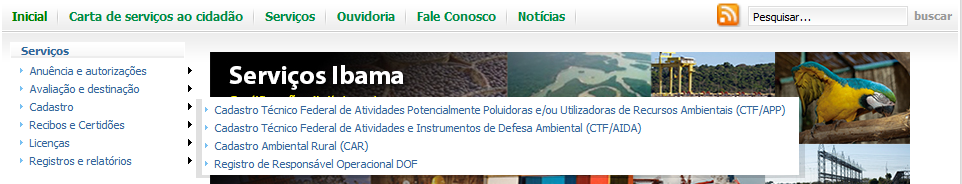 Inicial Carta de serviços ao cidadão Serviços Ouvidoria Fale Conosco Notícias Pesquisar... buscar
Serviços
Anuência e autorizações
Avaliação e destinação
Cadastro
Recibos e Certidões
Licenças
Registros e relatórios
Serviços Ibama
Cadastro Técnico Federal de Atividades Potencialmente Poluidoras e/ou Utilizadoras de Recursos Ambientais (CTF/APP)
Cadastro Técnico Federal de Atividades e Instrumentos de Defesa Ambiental (CTF/AIDA)
Cadastro Ambiental Rural (CAR)
Registro de Responsável Operacional DOF